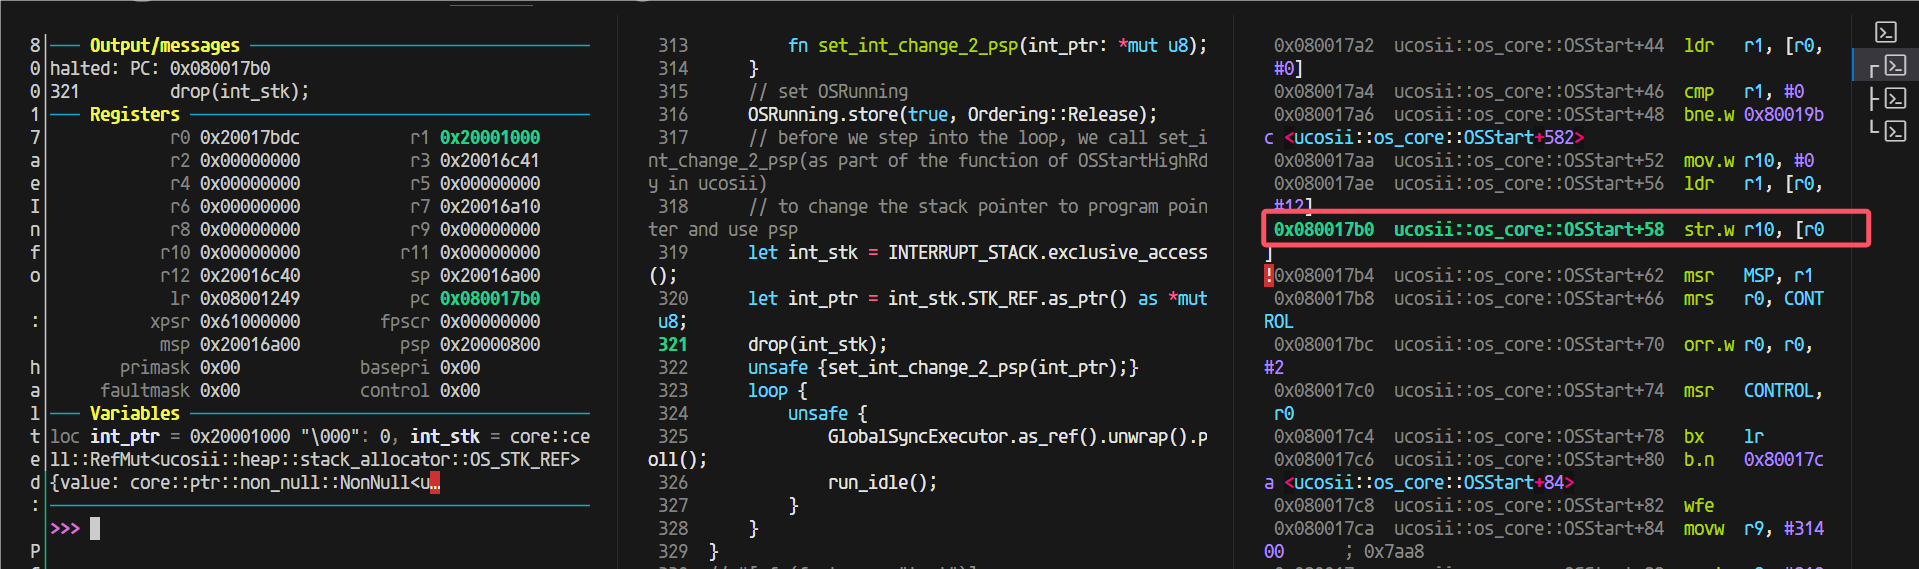 8
0
0
1
7
a
e
I
n
f
o
:
h
a
l
t
e
d
:
P
Output/messages
halted: PC: 0x080017b0
321         drop(int_stk);
Registers
r0 0x20017bdc           r1 0x20001000
r2 0x00000000           r3 0x20016c41
r4 0x00000000           r5 0x00000000
r6 0x00000000           r7 0x20016a10
r8 0x00000000           r9 0x00000000
r10 0x00000000          r11 0x00000000
r12 0x20016c40           sp 0x20016a00
lr 0x08001249           pc 0x080017b0
xpsr 0x61000000        fpscr 0x00000000
msp 0x20016a00          psp 0x20000800
primask 0x00            basepri 0x00
faultmask 0x00            control 0x00
Variables
loc int_ptr = 0x20001000 "\000": 0, int_stk = core::ce
ll::RefMut<ucosii::heap::stack_allocator::OS_STK_REF>
{value: core::ptr::non_null::NonNull<u…
>>>
313         fn set_int_change_2_psp(int_ptr: *mut u8);
314     }
315     // set OSRunning
316     OSRunning.store(true, Ordering::Release);
317     // before we step into the loop, we call set_i
nt_change_2_psp(as part of the function of OSStartHighRd
y in ucosii)
318     // to change the stack pointer to program poin
ter and use psp
319     let int_stk = INTERRUPT_STACK.exclusive_access
();
320     let int_ptr = int_stk.STK_REF.as_ptr() as *mut
u8;
321     drop(int_stk);
322     unsafe {set_int_change_2_psp(int_ptr);}
323     loop {
324         unsafe {
325             GlobalSyncExecutor.as_ref().unwrap().p
oll();
326             run_idle();
327         }
328     }
329 }
0x080017a2  ucosii::os_core::OSStart+44  ldr   r1, [r0,
#0]
0x080017a4  ucosii::os_core::OSStart+46  cmp   r1, #0
0x080017a6  ucosii::os_core::OSStart+48  bne.w 0x80019b
c <ucosii::os_core::OSStart+582>
0x080017aa  ucosii::os_core::OSStart+52  mov.w r10, #0
0x080017ae  ucosii::os_core::OSStart+56  ldr   r1, [r0,
#12]
0x080017b0  ucosii::os_core::OSStart+58  str.w r10, [r0
]
!0x080017b4  ucosii::os_core::OSStart+62  msr   MSP, r1
0x080017b8  ucosii::os_core::OSStart+66  mrs   r0, CONT
ROL
0x080017bc  ucosii::os_core::OSStart+70  orr.w r0, r0,
#2
0x080017c0  ucosii::os_core::OSStart+74  msr   CONTROL,
r0
0x080017c4  ucosii::os_core::OSStart+78  bx    lr
0x080017c6  ucosii::os_core::OSStart+80  b.n   0x80017c
a <ucosii::os_core::OSStart+84>
0x080017c8  ucosii::os_core::OSStart+82  wfe
0x080017ca  ucosii::os_core::OSStart+84  movw  r9, #314
00      ; 0x7aa8